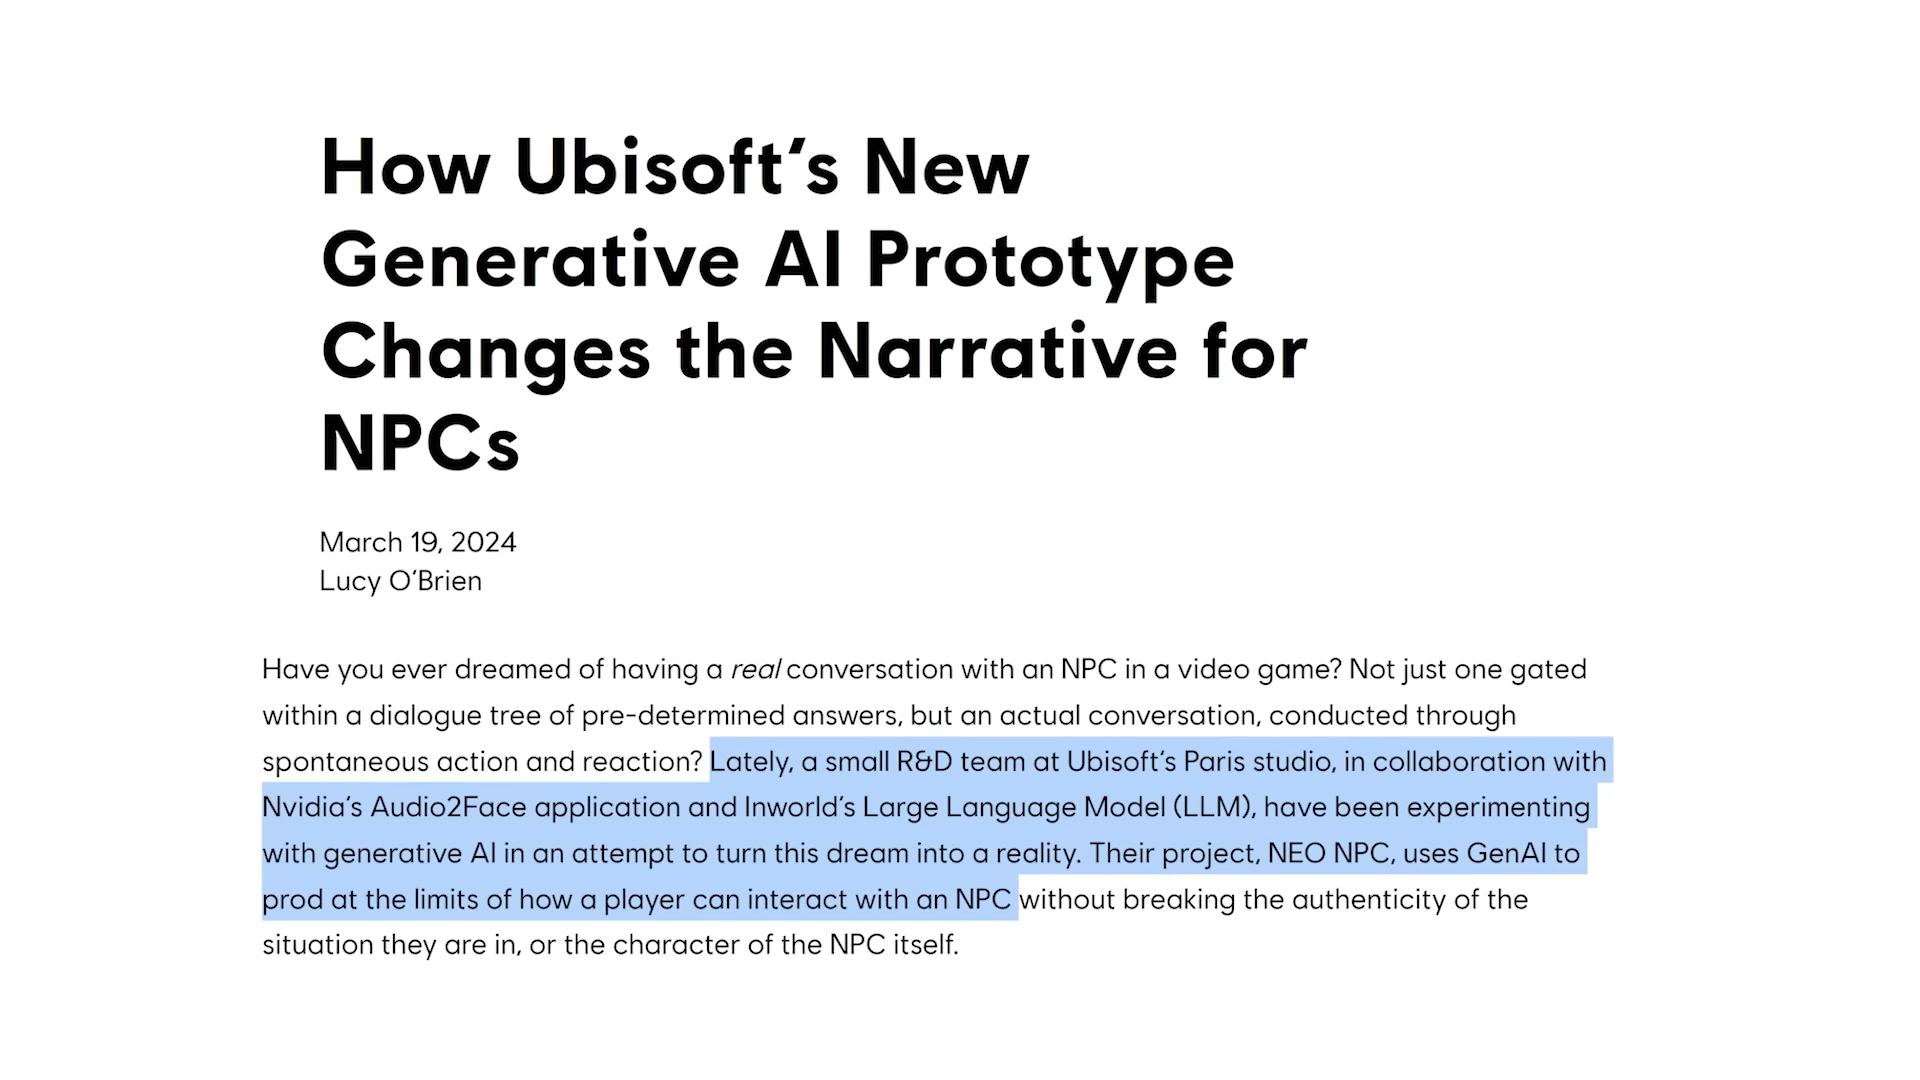 How Ubisoft’s New
Generative AI Prototype
Changes the Narrative for
NPCs
March 19, 2024
Lucy O’Brien
Have you ever dreamed of having a real conversation with an NPC in a video game? Not just one gated
within a dialogue tree of pre-determined answers, but an actual conversation, conducted through
spontaneous action and reaction? Lately, a small R&D team at Ubisoft’s Paris studio, in collaboration with
Nvidia’s Audio2Face application and Inworld’s Large Language Model (LLM), have been experimenting
with generative AI in an attempt to turn this dream into a reality. Their project, NEO NPC, uses GenAI to
prod at the limits of how a player can interact with an NPC without breaking the authenticity of the
situation they are in, or the character of the NPC itself.